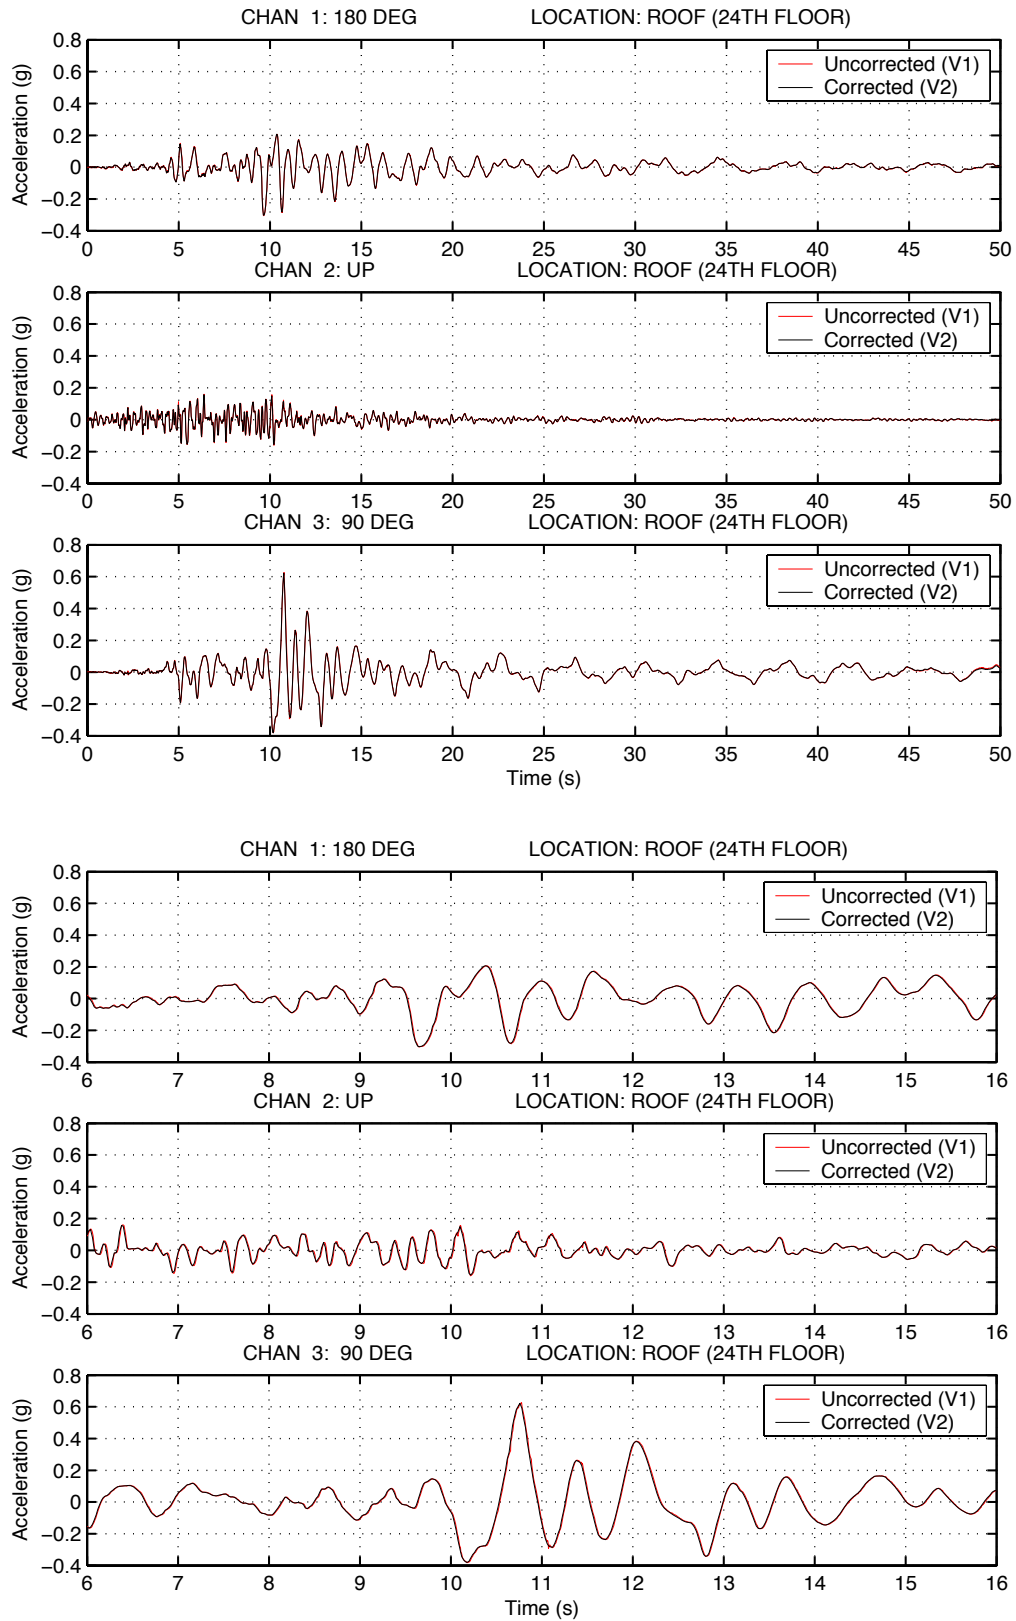 CHAN 1: 180 DEG LOCATION: ROOF (24TH FLOOR)
0.8
0.6
0.4
0.2
0
−0.2
−0.4
Acceleration (g)
Uncorrected (V1)
Corrected (V2)
0 5 10 15 20 25 30 35 40 45 50
CHAN 2: UP LOCATION: ROOF (24TH FLOOR)
0.8
0.6
0.4
0.2
0
−0.2
−0.4
Acceleration (g)
Uncorrected (V1)
Corrected (V2)
0 5 10 15 20 25 30 35 40 45 50
CHAN 3: 90 DEG LOCATION: ROOF (24TH FLOOR)
0.8
0.6
0.4
0.2
0
−0.2
−0.4
Acceleration (g)
Uncorrected (V1)
Corrected (V2)
0 5 10 15 20 25 30 35 40 45 50
Time (s)
CHAN 1: 180 DEG LOCATION: ROOF (24TH FLOOR)
0.8
0.6
0.4
0.2
0
−0.2
−0.4
Acceleration (g)
Uncorrected (V1)
Corrected (V2)
6 7 8 9 10 11 12 13 14 15 16
CHAN 2: UP LOCATION: ROOF (24TH FLOOR)
0.8
0.6
0.4
0.2
0
−0.2
−0.4
Acceleration (g)
Uncorrected (V1)
Corrected (V2)
6 7 8 9 10 11 12 13 14 15 16
CHAN 3: 90 DEG LOCATION: ROOF (24TH FLOOR)
0.8
0.6
0.4
0.2
0
−0.2
−0.4
Acceleration (g)
Uncorrected (V1)
Corrected (V2)
6 7 8 9 10 11 12 13 14 15 16
Time (s)